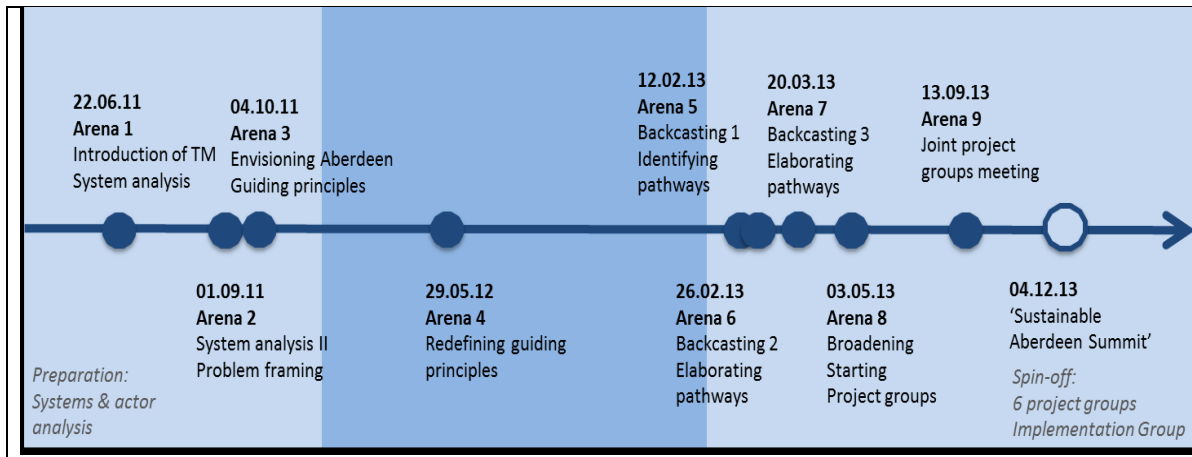 22.06.11
Arena 1
Introduction of TM
System analysis
04.10.11
Arena 3
Envisioning Aberdeen
Guiding principles
12.02.13
Arena 5
Backcasting 1
Identifying
pathways
20.03.13
Arena 7
Backcasting 3
Elaborating
pathways
13.09.13
Arena 9
Joint project
groups meeting
Preparation:
Systems & actor
analysis
01.09.11
Arena 2
System analysis II
Problem framing
29.05.12
Arena 4
Redefining guiding
principles
26.02.13
Arena 6
Backcasting 2
Elaborating
pathways
03.05.13
Arena 8
Broadening
Starting
Project groups
04.12.13
‘Sustainable
Aberdeen Summit’
Spin-off:
6 project groups
Implementation Group